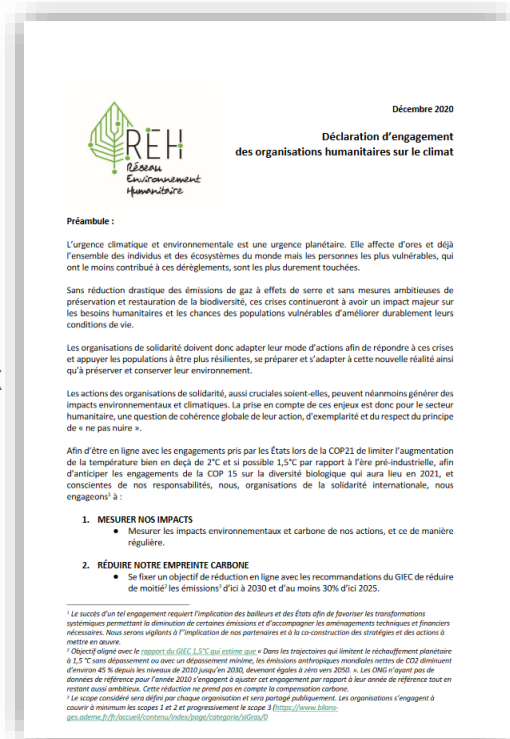 Décembre 2020
REH
Réseau
Environnement
Humanitaire
Déclaration d'engagement
des organisations humanitaires sur le climat
Préambule :
L'urgence climatique et environnementale est une urgence planétaire. Elle affecte d'ores et déjà
l'ensemble des individus et des écosystèmes du monde mais les personnes les plus vulnérables, qui
ont le moins contribué à ces dérèglements, sont les plus durement touchées.
Sans réduction drastique des émissions de gaz à effets de serre et sans mesures ambitieuses de
préservation et restauration de la biodiversité, ces crises continueront à avoir un impact majeur sur
les besoins humanitaires et les chances des populations vulnérables d'améliorer durablement leurs
conditions de vie.
Les organisations de solidarité doivent donc adapter leur mode d'actions afin de répondre à ces crises
et appuyer les populations à être plus résilientes, se préparer et s'adapter à cette nouvelle réalité ainsi
qu'à préserver et conserver leur environnement.
Les actions des organisations de solidarité, aussi cruciales soient-elles, peuvent néanmoins générer des
impacts environnementaux et climatiques. La prise en compte de ces enjeux est donc pour le secteur
humanitaire, une question de cohérence globale de leur action, d'exemplarité et du respect du principe
de « ne pas nuire ».
Afin d'être en ligne avec les engagements pris par les États lors de la COP21 de limiter l'augmentation
de la température bien en deçà de 2°C et si possible 1,5°C par rapport à l'ère pré-industrielle, afin
d'anticiper les engagements de la COP 15 sur la diversité biologique qui aura lieu en 2021, et
conscientes de nos responsabilités, nous, organisations de la solidarité internationale, nous
engageons¹ à :
1. MESURER NOS IMPACTS
● Mesurer les impacts environnementaux et carbone de nos actions, et ce de manière
régulière.
2. RÉDUIRE NOTRE EMPREINTE CARBONE
● Se fixer un objectif de réduction en ligne avec les recommandations du GIEC de réduire
de moitié² les émissions³ d'ici à 2030 et d'au moins 30% d'ici 2025.
¹ Le succès d'un tel engagement requiert l'implication des bailleurs et des États afin de favoriser les transformations
systémiques permettant la diminution de certaines émissions et d'accompagner les aménagements techniques et financiers
nécessaires. Nous serons vigilants à l''implication de nos partenaires et à la co-construction des stratégies et des actions à
mettre en œuvre.
² Objectif aligné avec le rapport du GIEC 1,5°C qui estime que « Dans les trajectoires qui limitent le réchauffement planétaire
à 1,5 °C sans dépassement ou avec un dépassement minime, les émissions anthropiques mondiales nettes de CO2 diminuent
d'environ 45 % depuis les niveaux de 2010 jusqu'en 2030, devenant égales à zéro vers 2050. ». Les ONG n'ayant pas de
données de référence pour l'année 2010 s'engagent à ajuster cet engagement par rapport à leur année de référence tout en
restant aussi ambitieux. Cette réduction ne prend pas en compte la compensation carbone.
³ Le scope considéré sera défini par chaque organisation et sera partagé publiquement. Les organisations s'engagent à
couvrir à minimum les scopes 1 et 2 et progressivement le scope 3 (https://www.bilans-
ges.ademe.fr/fr/accueil/contenu/index/page/categorie/siGras/0